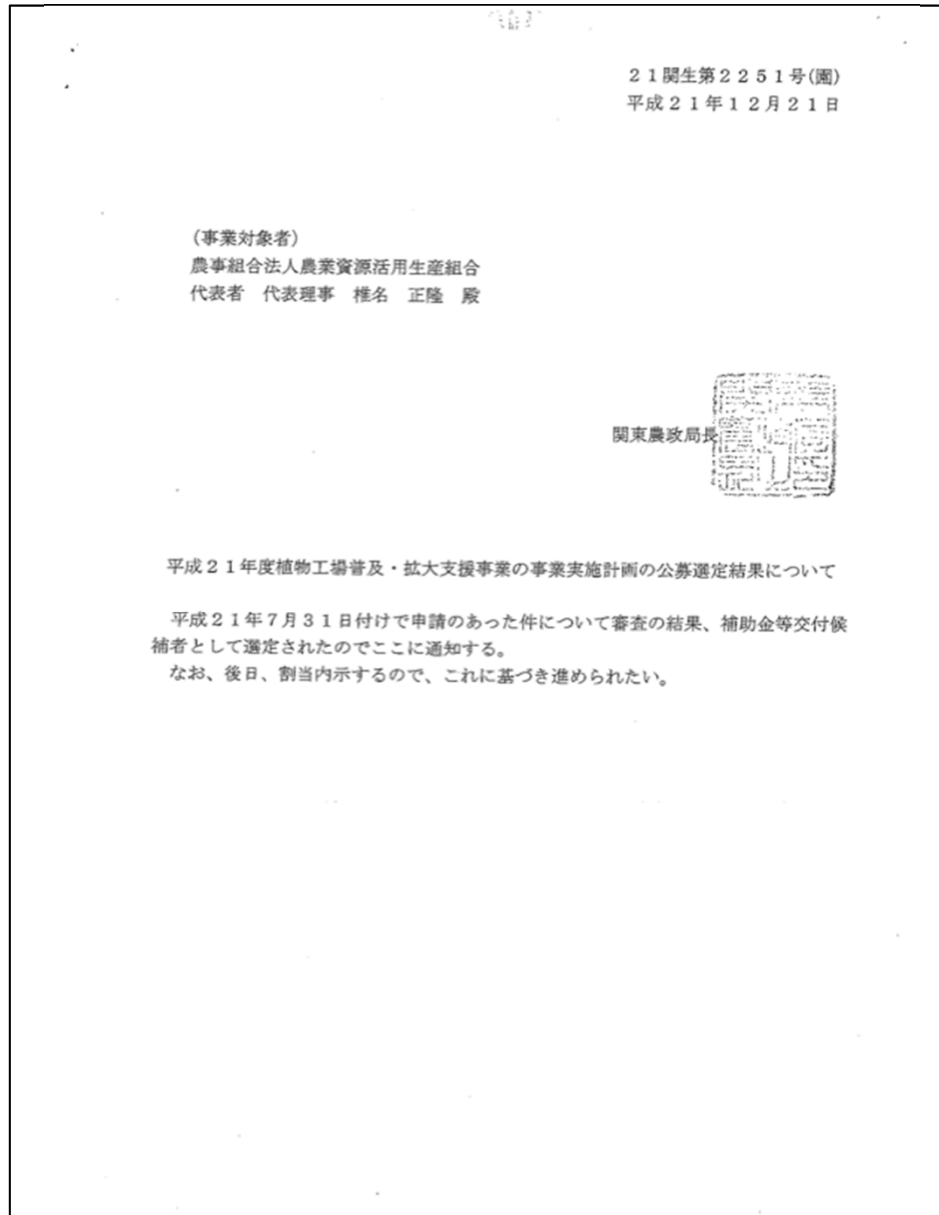 ２１関生第２２５１号(園)
平成２１年１２月２１日
(事業対象者)
農事組合法人農業資源活用生産組合
代表者　代表理事　椎名　正隆　殿
関東農政局長
平成２１年度植物工場普及・拡大支援事業の事業実施計画の公募選定結果について
平成２１年７月３１日付けで申請のあった件について審査の結果、補助金等交付候
補者として選定されたのでここに通知する。
なお、後日、割当内示するので、これに基づき進められたい。